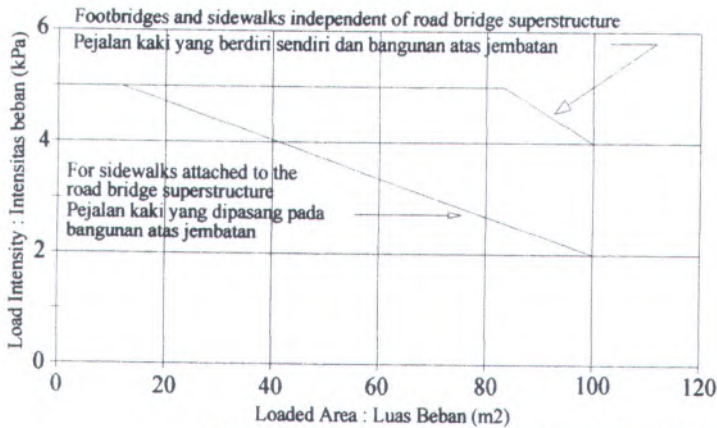 Footbridges and sidewalks independent of road bridge superstructure
Pejalan kaki yang berdiri sendiri dan bangunan atas jembatan
For sidewalks attached to the
road bridge superstructure
Pejalan kaki yang dipasang pada
bangunan atas jembatan
Load Intensity : Intensitas beban (kPa)
6
4
2
0
0 20 40 60 80 100 120
Loaded Area : Luas Beban (m2)